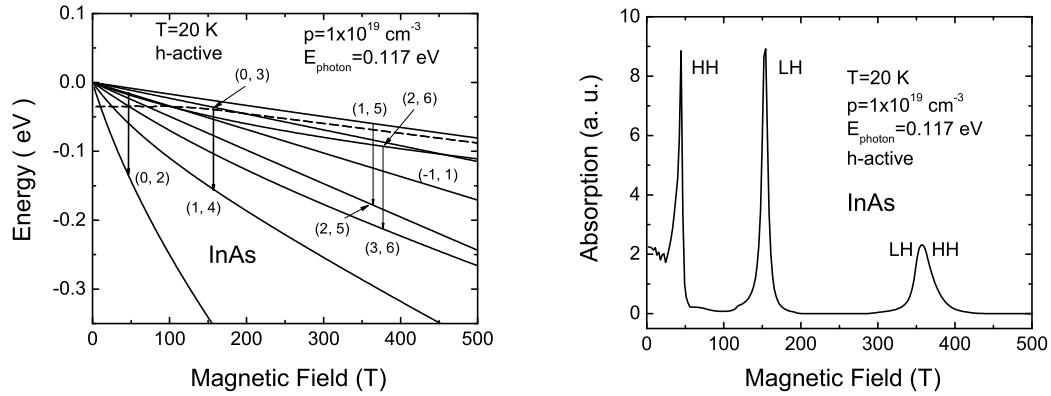 0.1
0.0
-0.1
-0.2
-0.3
Energy ( eV )
T=20 K
h-active
p=1x10¹⁹ cm⁻³
E_photon=0.117 eV
(0, 3)
(1, 5)
(2, 6)
(0, 2)
(-1, 1)
(1, 4)
(2, 5)
(3, 6)
InAs
0 100 200 300 400 500
Magnetic Field (T)
10
8
6
4
2
0
Absorption (a. u.)
HH
LH
T=20 K
p=1x10¹⁹ cm⁻³
E_photon=0.117 eV
h-active
InAs
LH HH
0 100 200 300 400 500
Magnetic Field (T)